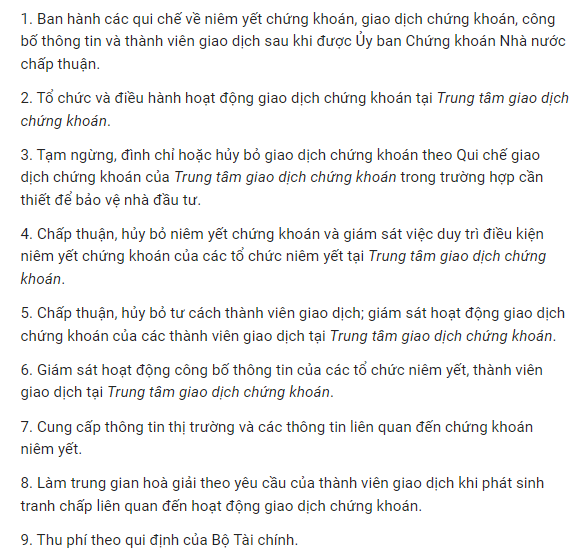 1. Ban hành các qui chế về niêm yết chứng khoán, giao dịch chứng khoán, công
bố thông tin và thành viên giao dịch sau khi được Ủy ban Chứng khoán Nhà nước
chấp thuận.
2. Tổ chức và điều hành hoạt động giao dịch chứng khoán tại Trung tâm giao dịch
chứng khoán.
3. Tạm ngừng, đình chỉ hoặc hủy bỏ giao dịch chứng khoán theo Qui chế giao
dịch chứng khoán của Trung tâm giao dịch chứng khoán trong trường hợp cần
thiết để bảo vệ nhà đầu tư.
4. Chấp thuận, hủy bỏ niêm yết chứng khoán và giám sát việc duy trì điều kiện
niêm yết chứng khoán của các tổ chức niêm yết tại Trung tâm giao dịch chứng
khoán.
5. Chấp thuận, hủy bỏ tư cách thành viên giao dịch; giám sát hoạt động giao dịch
chứng khoán của các thành viên giao dịch tại Trung tâm giao dịch chứng khoán.
6. Giám sát hoạt động công bố thông tin của các tổ chức niêm yết, thành viên
giao dịch tại Trung tâm giao dịch chứng khoán.
7. Cung cấp thông tin thị trường và các thông tin liên quan đến chứng khoán
niêm yết.
8. Làm trung gian hoà giải theo yêu cầu của thành viên giao dịch khi phát sinh
tranh chấp liên quan đến hoạt động giao dịch chứng khoán.
9. Thu phí theo qui định của Bộ Tài chính.